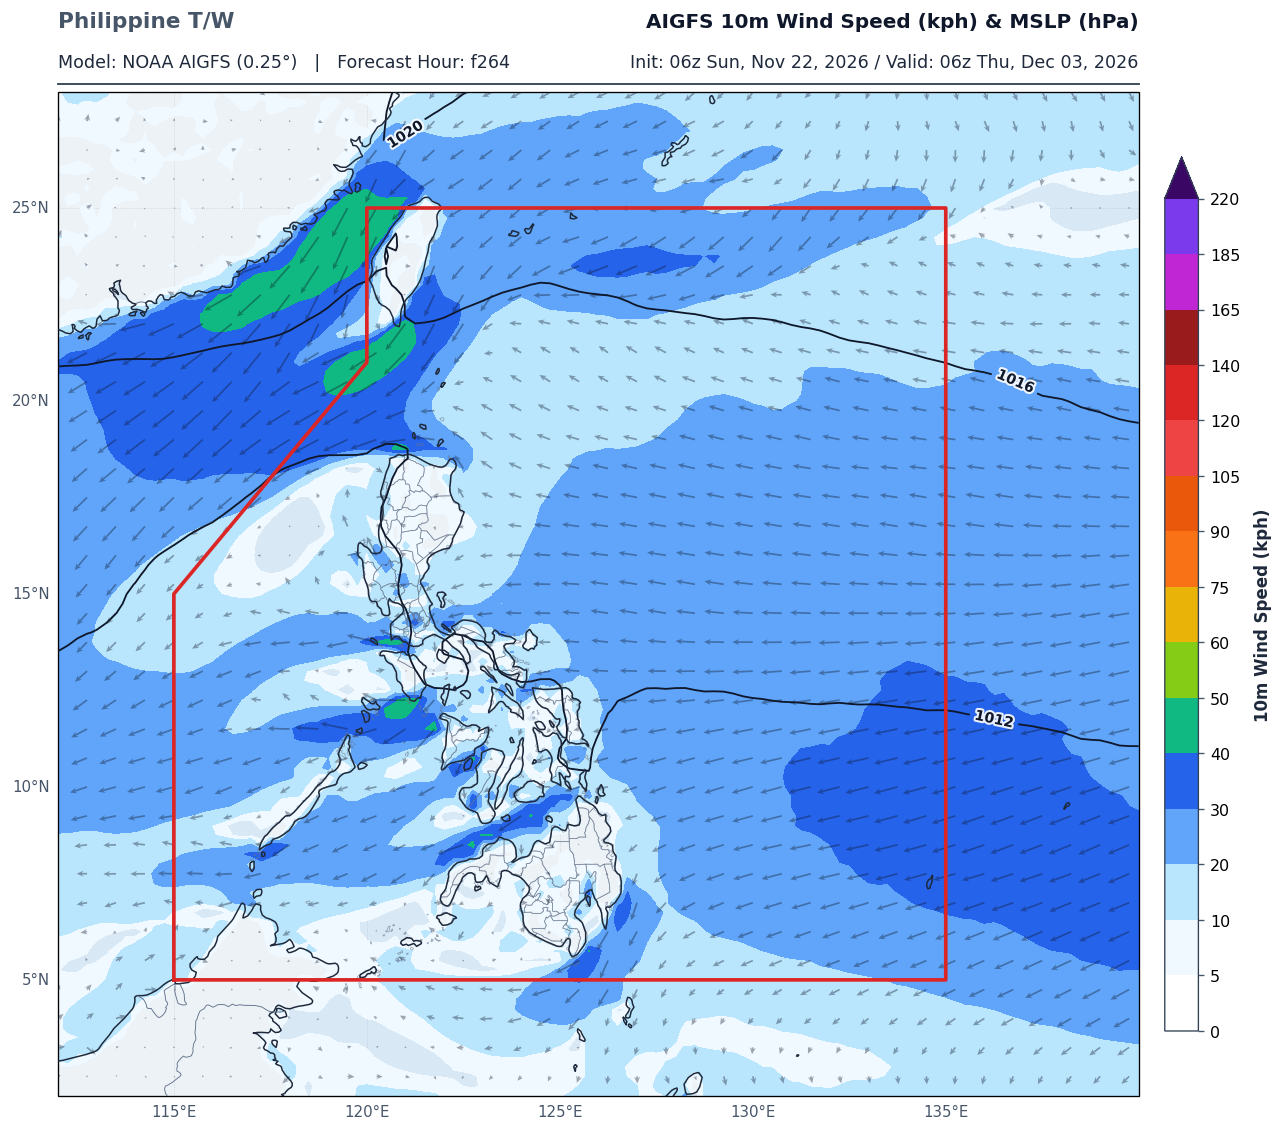 Philippine T/W
AIGFS 10m Wind Speed (kph) & MSLP (hPa)
Model: NOAA AIGFS (0.25°) | Forecast Hour: f264
Init: 06z Sun, Nov 22, 2026 / Valid: 06z Thu, Dec 03, 2026
1020
1016
1012
25°N
20°N
15°N
10°N
5°N
115°E
120°E
125°E
130°E
135°E
220
185
165
140
120
105
90
75
60
50
40
30
20
10
5
0
10m Wind Speed (kph)